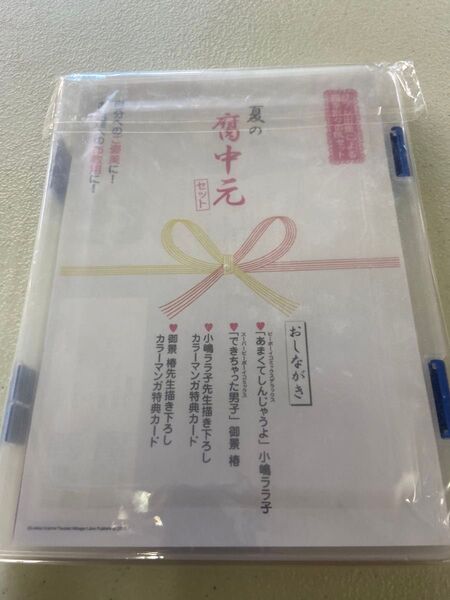 夏の
腐中元
セット
ご褒美に！
おしながき
ビーボーイコミックスデラックス
♥「あまくてしんじゃうよ」小嶋ララ子
スーパービーボーイコミックス
♥「できちゃった男子」御景 椿
♥小嶋ララ子先生描き下ろし
カラーマンガ特典カード
♥御景 椿先生描き下ろし
カラーマンガ特典カード